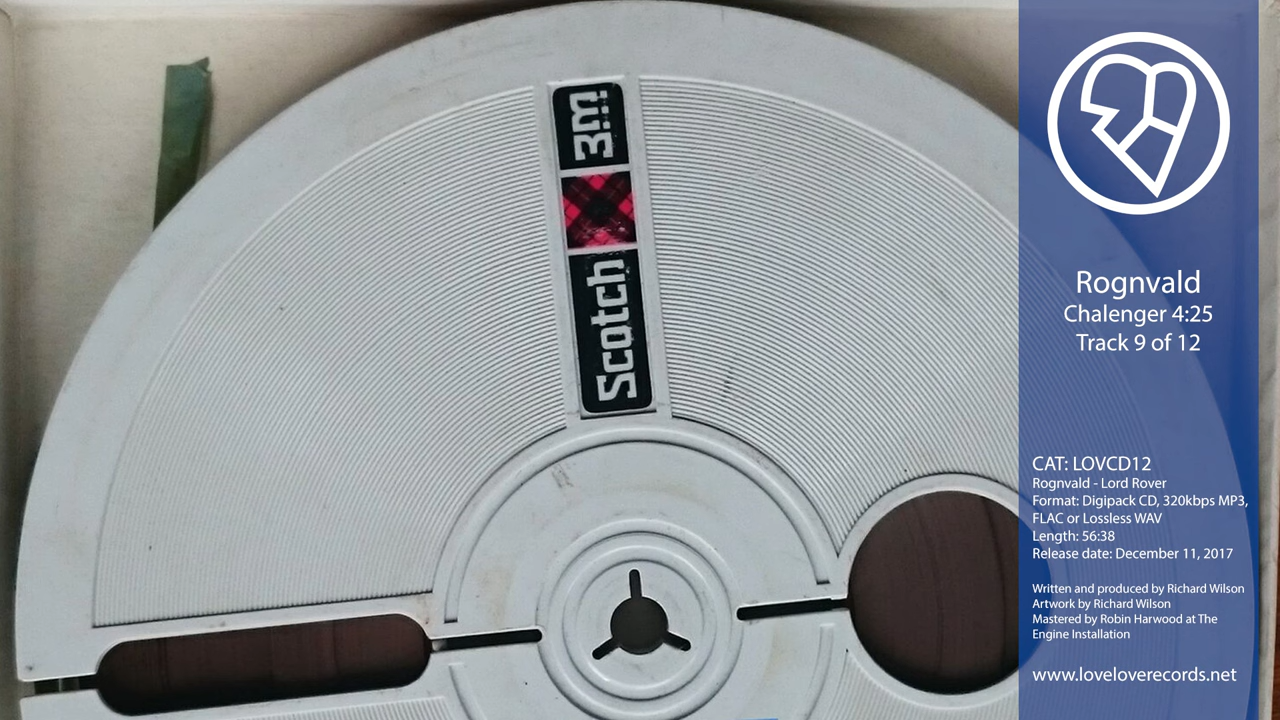 Scotch 3M
Rognvald
Chalenger 4:25
Track 9 of 12
CAT: LOVCD12
Rognvald - Lord Rover
Format: Digipack CD, 320kbps MP3,
FLAC or Lossless WAV
Length: 56:38
Release date: December 11, 2017
Written and produced by Richard Wilson
Artwork by Richard Wilson
Mastered by Robin Harwood at The
Engine Installation
www.loveloverecords.net